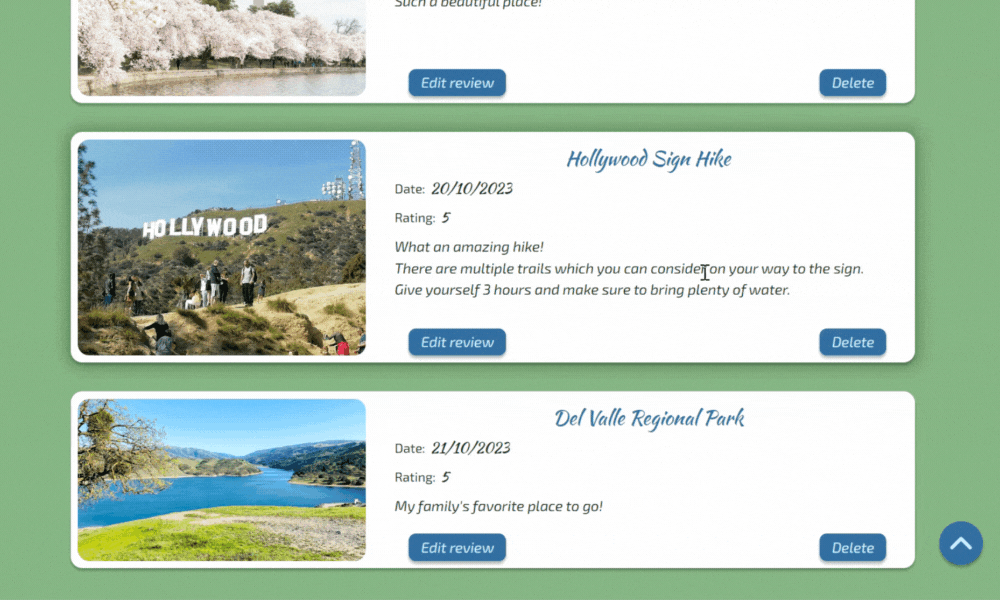 Such a beautiful place!
Edit review
Delete
HOLLYWOOD
Hollywood Sign Hike
Date: 20/10/2023
Rating: 5
What an amazing hike!
There are multiple trails which you can consider on your way to the sign.
Give yourself 3 hours and make sure to bring plenty of water.
Edit review
Delete
Del Valle Regional Park
Date: 21/10/2023
Rating: 5
My family's favorite place to go!
Edit review
Delete